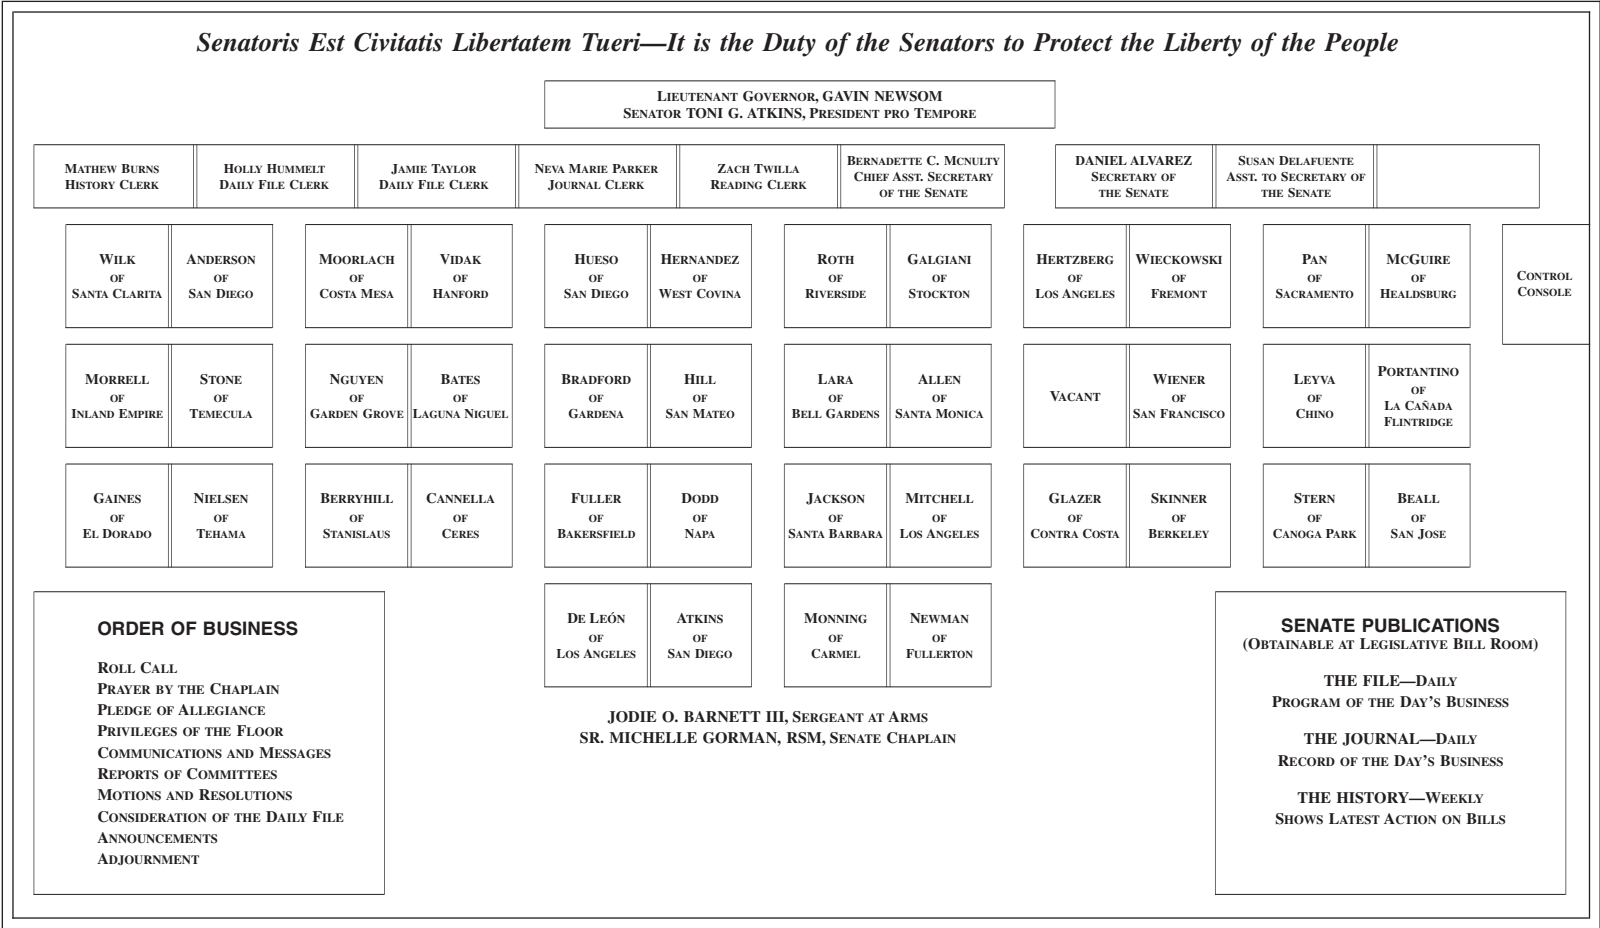 Senatoris Est Civitatis Libertatem Tueri—It is the Duty of the Senators to Protect the Liberty of the People
Lieutenant Governor, GAVIN NEWSOM
Senator TONI G. ATKINS, President pro Tempore
Mathew Burns
History Clerk
Holly Hummelt
Daily File Clerk
Jamie Taylor
Daily File Clerk
Neva Marie Parker
Journal Clerk
Zach Twilla
Reading Clerk
Bernadette C. Mcnulty
Chief Asst. Secretary
of the Senate
DANIEL ALVAREZ
Secretary of
the Senate
Susan Delafuente
Asst. to Secretary of
the Senate
Wilk
of
Santa Clarita
Anderson
of
San Diego
Moorlach
of
Costa Mesa
Vidak
of
Hanford
Hueso
of
San Diego
Hernandez
of
West Covina
Roth
of
Riverside
Galgiani
of
Stockton
Hertzberg
of
Los Angeles
Wieckowski
of
Fremont
Pan
of
Sacramento
McGuire
of
Healdsburg
Control
Console
Morrell
of
Inland Empire
Stone
of
Temecula
Nguyen
of
Garden Grove
Bates
of
Laguna Niguel
Bradford
of
Gardena
Hill
of
San Mateo
Lara
of
Bell Gardens
Allen
of
Santa Monica
Vacant
Wiener
of
San Francisco
Leyva
of
Chino
Portantino
of
La Cañada
Flintridge
Gaines
of
El Dorado
Nielsen
of
Tehama
Berryhill
of
Stanislaus
Cannella
of
Ceres
Fuller
of
Bakersfield
Dodd
of
Napa
Jackson
of
Santa Barbara
Mitchell
of
Los Angeles
Glazer
of
Contra Costa
Skinner
of
Berkeley
Stern
of
Canoga Park
Beall
of
San Jose
De León
of
Los Angeles
Atkins
of
San Diego
Monning
of
Carmel
Newman
of
Fullerton
JODIE O. BARNETT III, Sergeant at Arms
SR. MICHELLE GORMAN, RSM, Senate Chaplain
ORDER OF BUSINESS
Roll Call
Prayer by the Chaplain
Pledge of Allegiance
Privileges of the Floor
Communications and Messages
Reports of Committees
Motions and Resolutions
Consideration of the Daily File
Announcements
Adjournment
SENATE PUBLICATIONS
(Obtainable at Legislative Bill Room)
THE FILE—Daily
Program of the Day's Business
THE JOURNAL—Daily
Record of the Day's Business
THE HISTORY—Weekly
Shows Latest Action on Bills